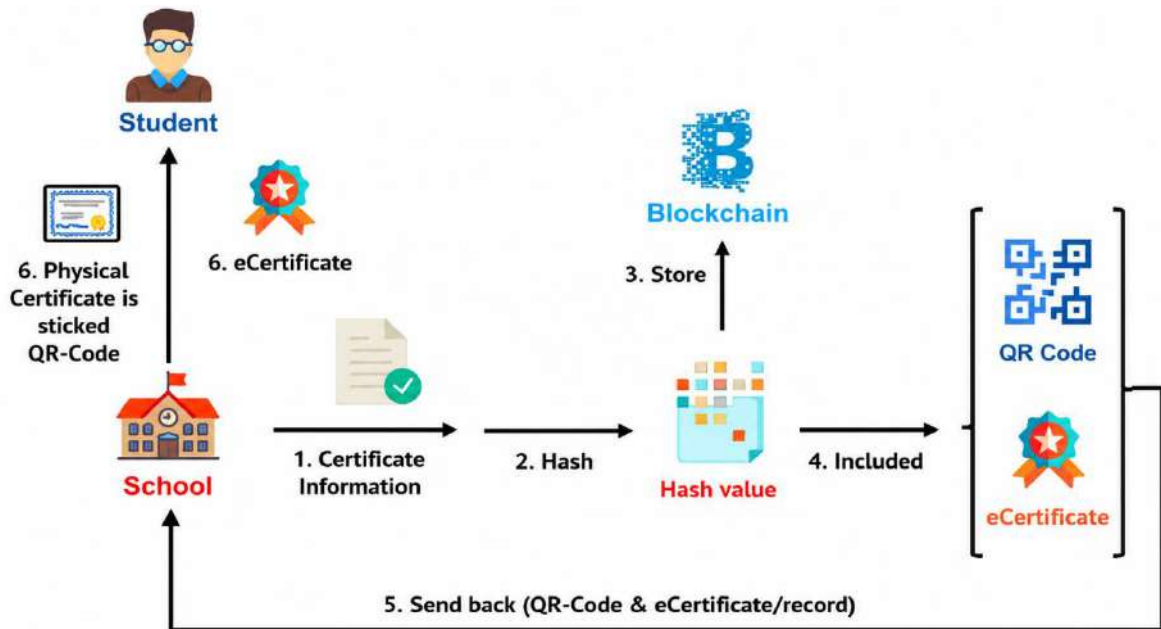 Student
6. Physical
Certificate is
sticked
QR-Code
6. eCertificate
Blockchain
3. Store
QR Code
School
1. Certificate
Information
2. Hash
Hash value
4. Included
eCertificate
5. Send back (QR-Code & eCertificate/record)